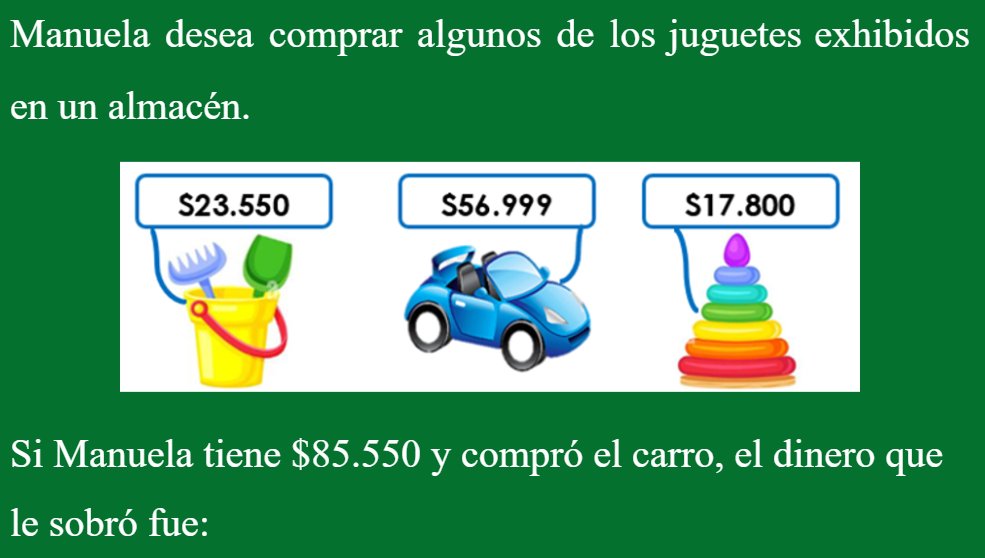 Manuela desea comprar algunos de los juguetes exhibidos
en un almacén.
$23.550 $56.999 $17.800
Si Manuela tiene $85.550 y compró el carro, el dinero que
le sobró fue: